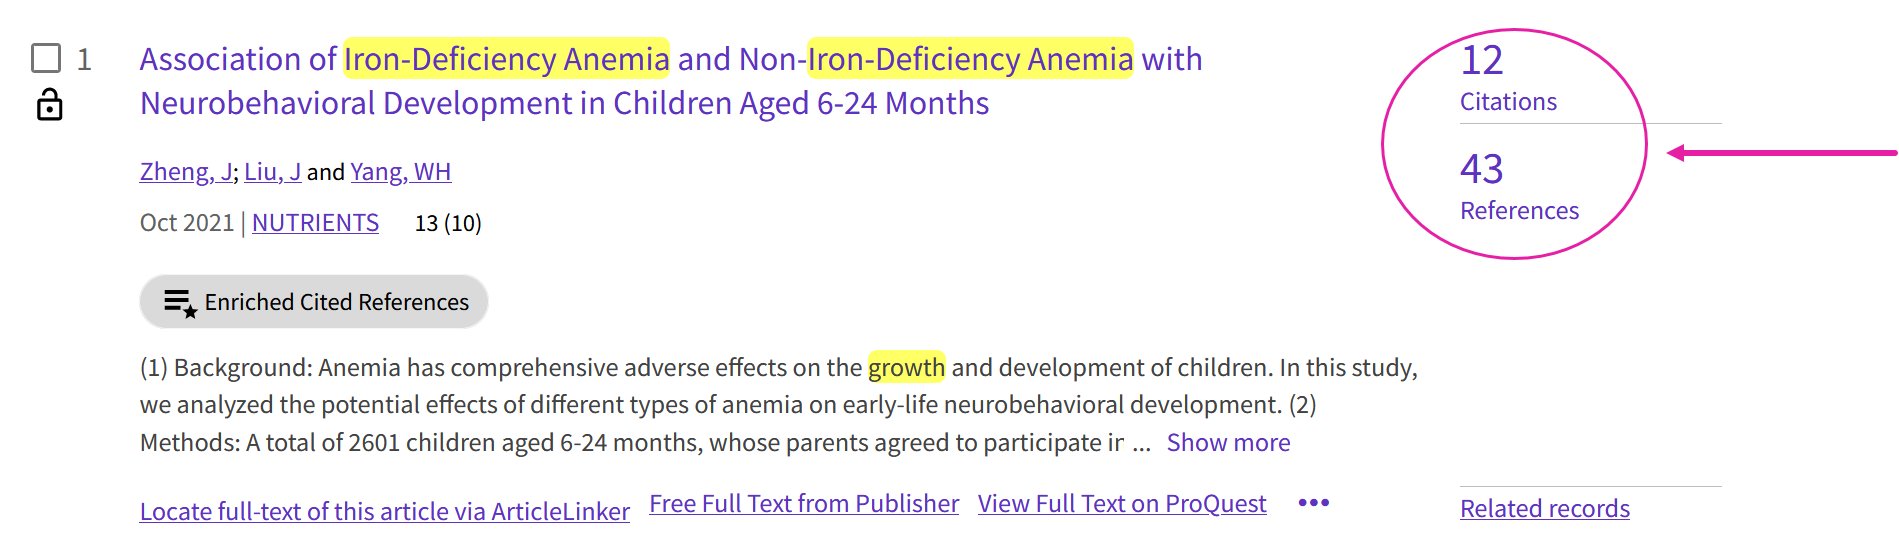 1
Association of Iron-Deficiency Anemia and Non-Iron-Deficiency Anemia with
Neurobehavioral Development in Children Aged 6-24 Months
Zheng, J; Liu, J and Yang, WH
Oct 2021 | NUTRIENTS 13 (10)
Enriched Cited References
(1) Background: Anemia has comprehensive adverse effects on the growth and development of children. In this study,
we analyzed the potential effects of different types of anemia on early-life neurobehavioral development. (2)
Methods: A total of 2601 children aged 6-24 months, whose parents agreed to participate ir ... Show more
Locate full-text of this article via ArticleLinker Free Full Text from Publisher View Full Text on ProQuest •••
12
Citations
43
References
Related records